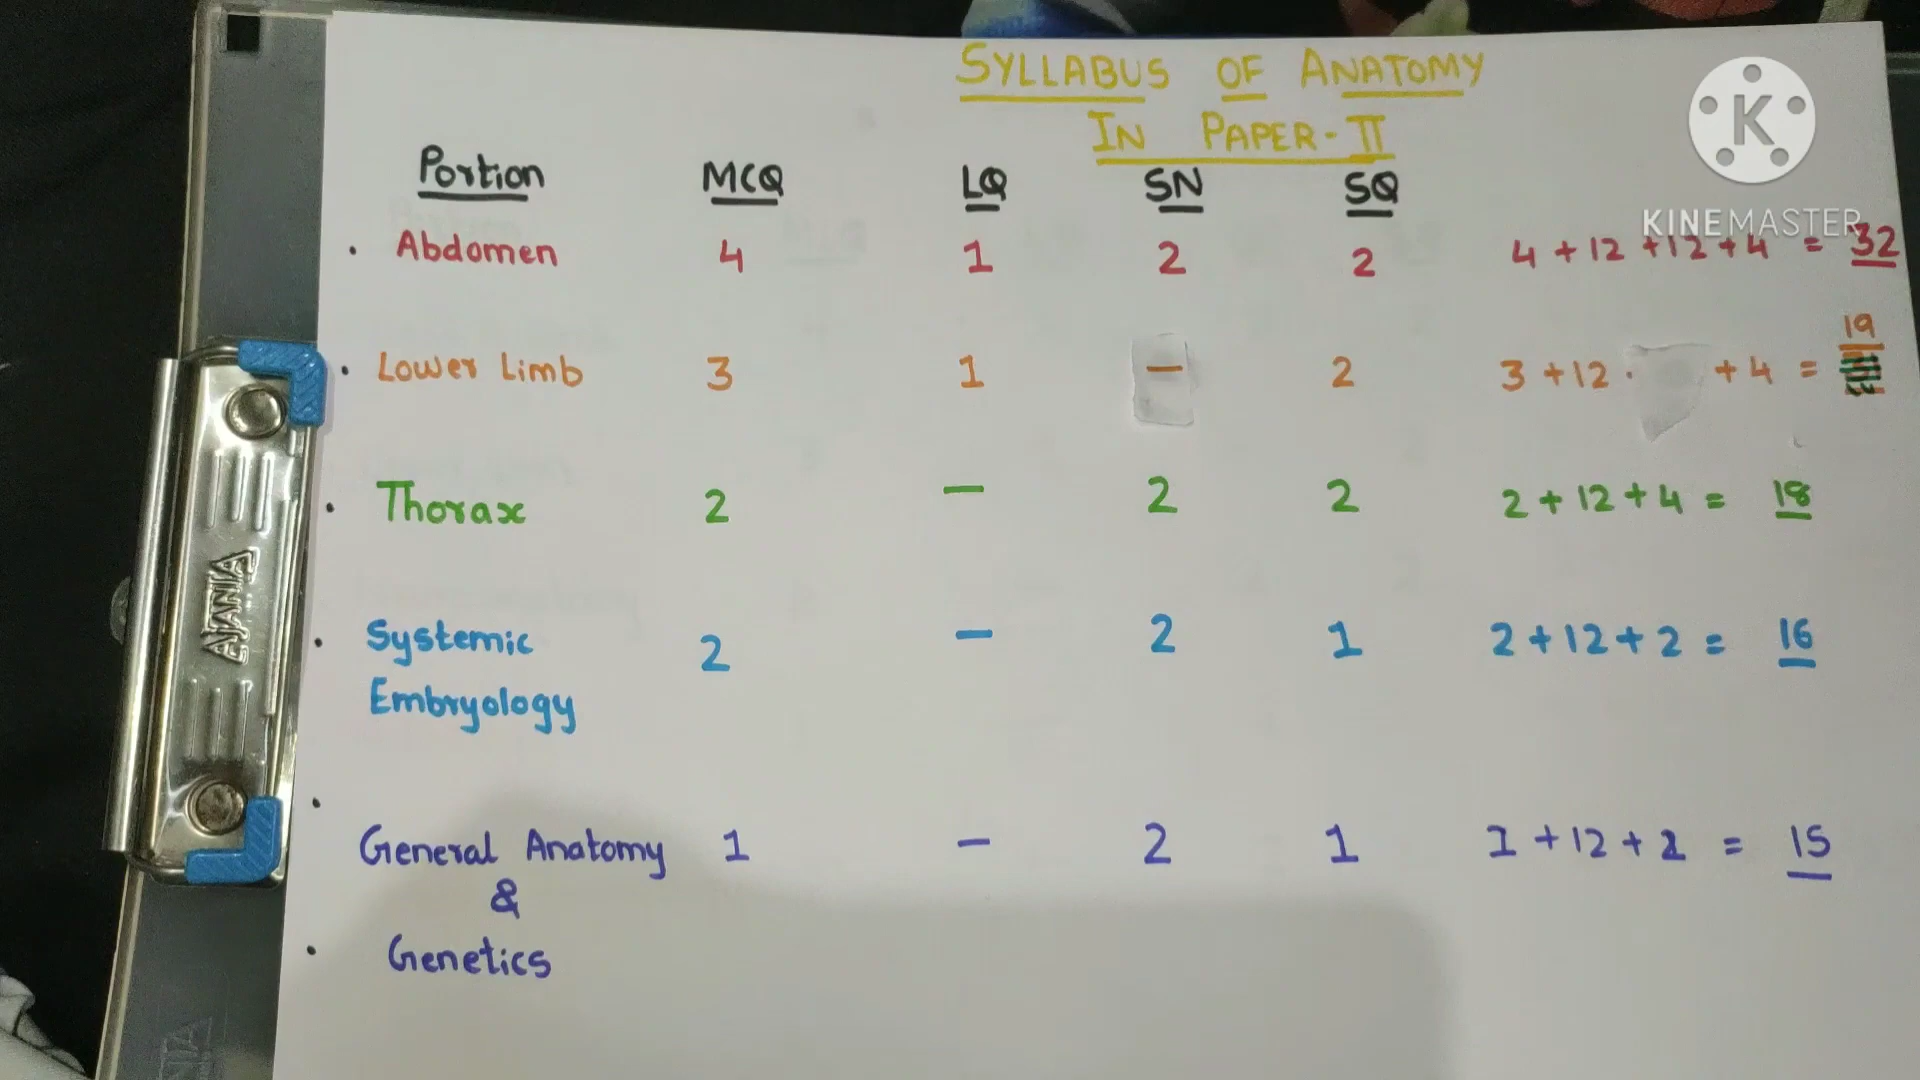 SYLLABUS OF ANATOMY
IN PAPER-II
Portion MCQ LQ SN SQ
K
KINEMASTER
• Abdomen 4 1 2 2 4 + 12 + 12 + 4 = 32
• Lower Limb 3 1 – 2 3 + 12 + 4 = 19
• Thorax 2 – 2 2 2 + 12 + 4 = 18
• Systemic 2 – 2 1 2 + 12 + 2 = 16
Embryology
• General Anatomy 1 – 2 1 1 + 12 + 2 = 15
&
• Genetics
AJANTA